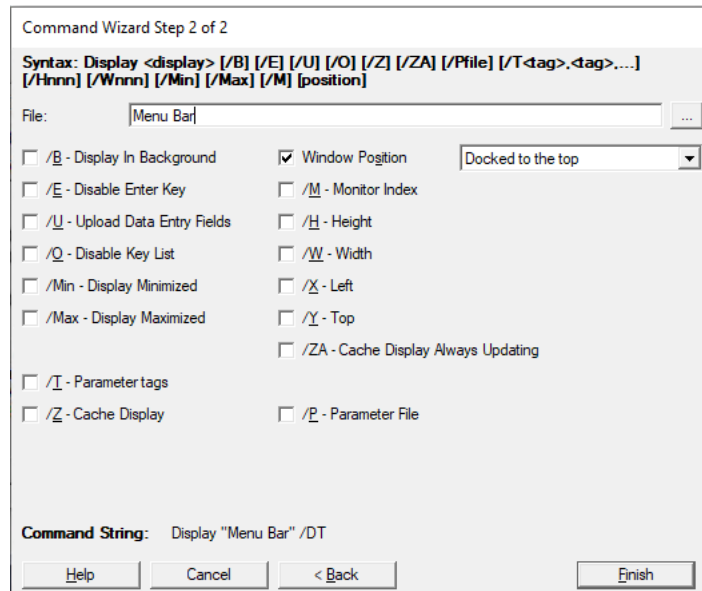 Command Wizard Step 2 of 2
Syntax: Display <display> [/B] [/E] [/U] [/O] [/Z] [/ZA] [/Pfile] [/T<tag>,<tag>,...]
[/Hnnn] [/Wnnn] [/Min] [/Max] [/M] [position]
File: Menu Bar ...
/B - Display In Background Window Position Docked to the top
/E - Disable Enter Key /M - Monitor Index
/U - Upload Data Entry Fields /H - Height
/O - Disable Key List /W - Width
/Min - Display Minimized /X - Left
/Max - Display Maximized /Y - Top
/ZA - Cache Display Always Updating
/T - Parameter tags
/Z - Cache Display /P - Parameter File
Command String: Display "Menu Bar" /DT
Help Cancel < Back Finish